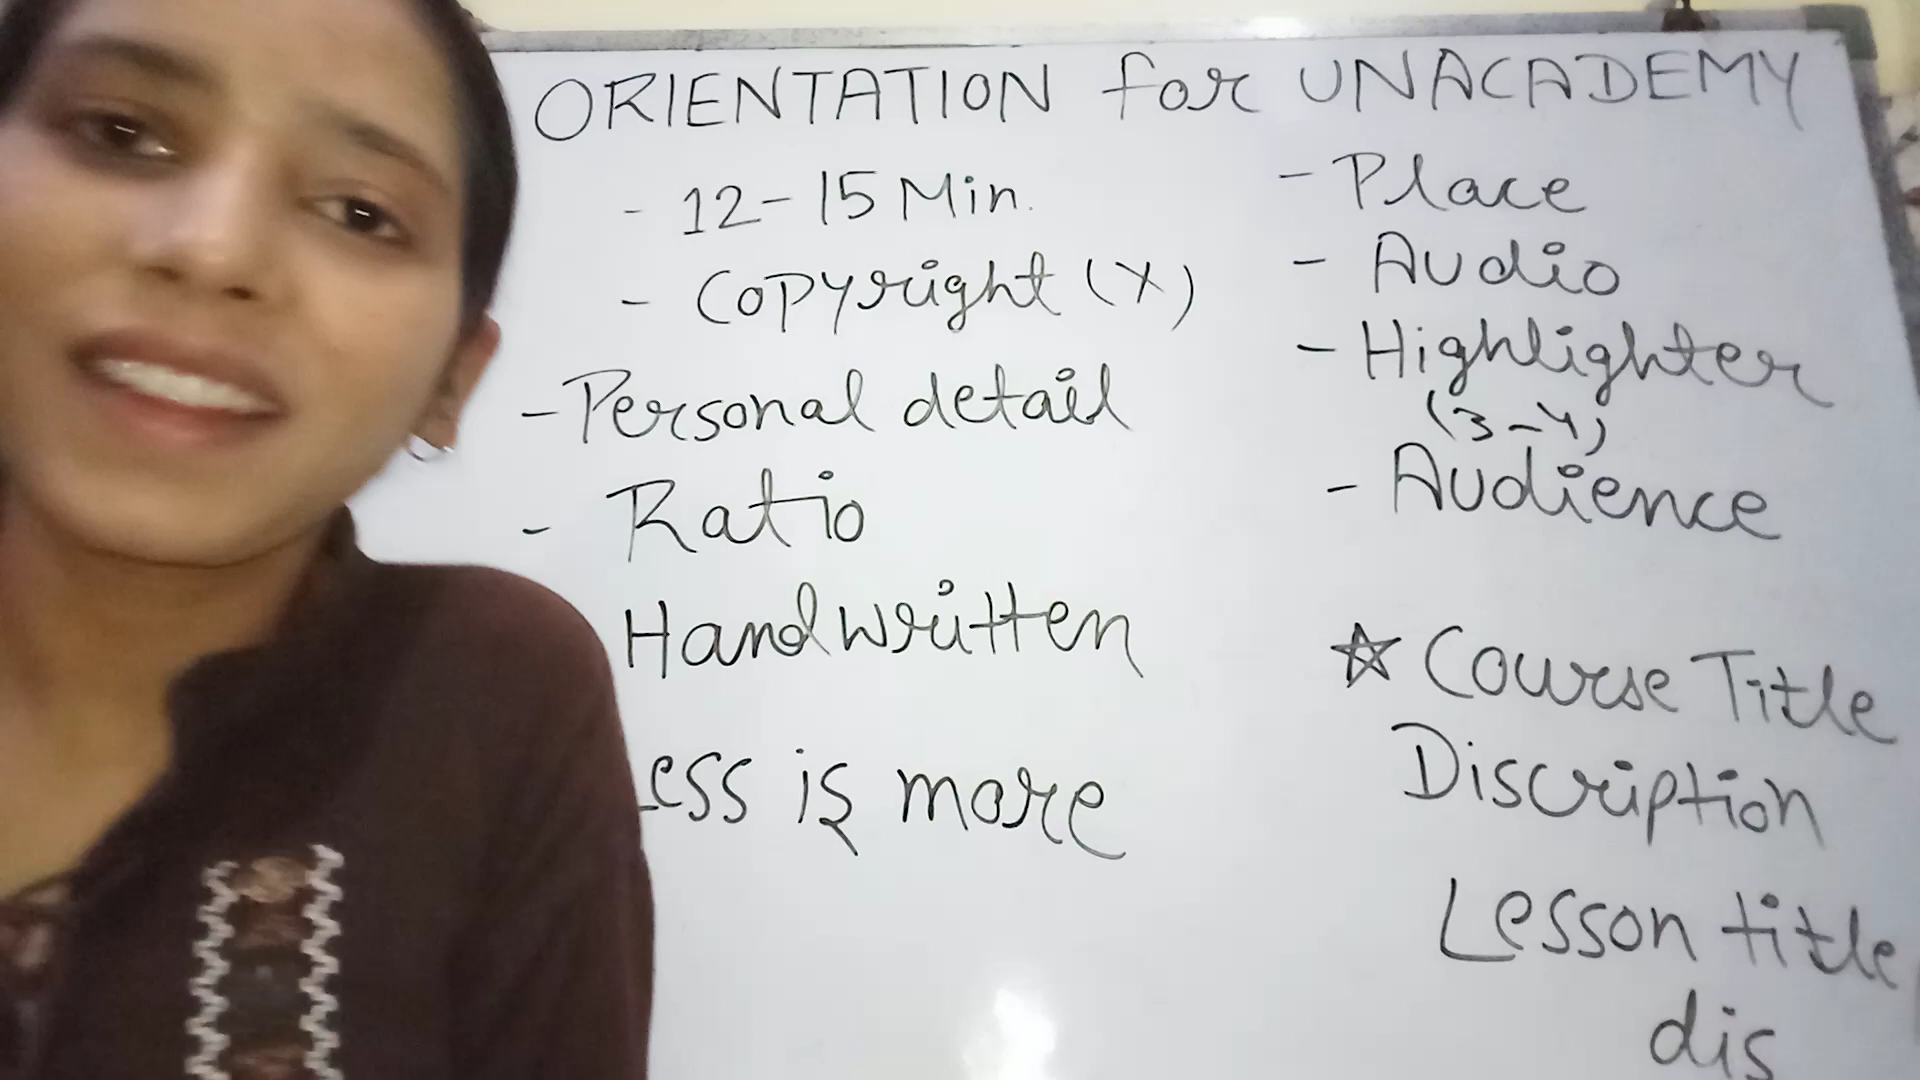 ORIENTATION for UNACADEMY
- 12-15 Min.
- Copyright (X)
- Personal detail
- Ratio
Handwritten
Less is more
- Place
- Audio
- Highlighter
(3-4)
- Audience
☆ Course Title
Discription
Lesson title
dis